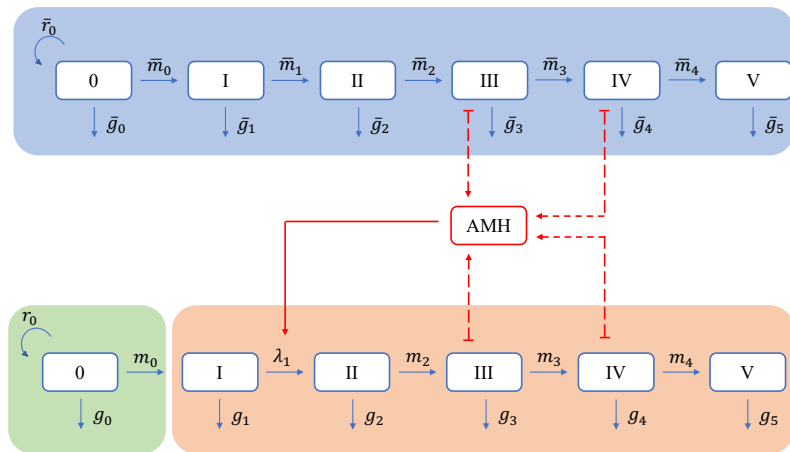 r̄₀
0 m̄₀ I m̄₁ II m̄₂ III m̄₃ IV m̄₄ V
ḡ₀ ḡ₁ ḡ₂ ḡ₃ ḡ₄ ḡ₅
AMH
r₀
0 m₀ I λ₁ II m₂ III m₃ IV m₄ V
g₀ g₁ g₂ g₃ g₄ g₅